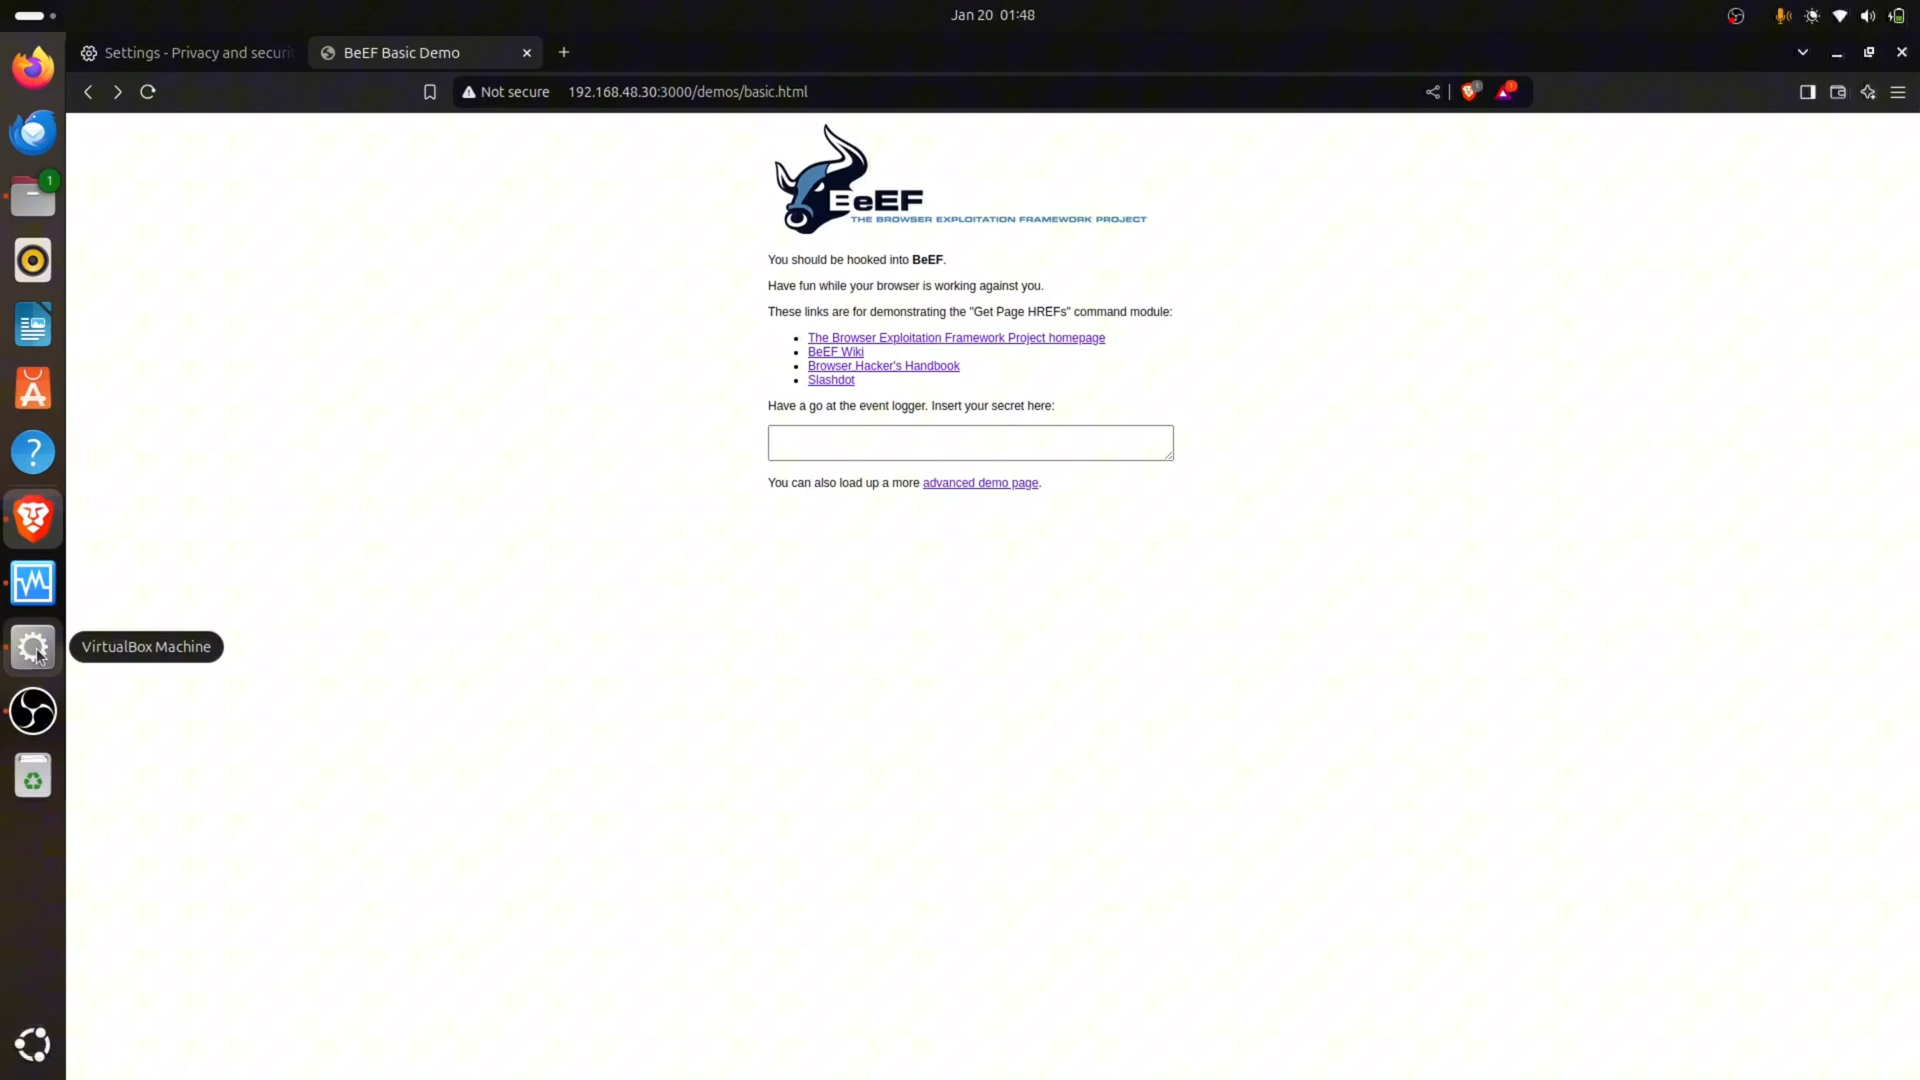 Jan 20 01:48
Settings - Privacy and securi
BeEF Basic Demo
Not secure
192.168.48.30:3000/demos/basic.html
1
1
1
BeEF
THE BROWSER EXPLOITATION FRAMEWORK PROJECT
You should be hooked into BeEF.
Have fun while your browser is working against you.
These links are for demonstrating the "Get Page HREFs" command module:
The Browser Exploitation Framework Project homepage
BeEF Wiki
Browser Hacker's Handbook
Slashdot
Have a go at the event logger. Insert your secret here:
You can also load up a more advanced demo page.
VirtualBox Machine